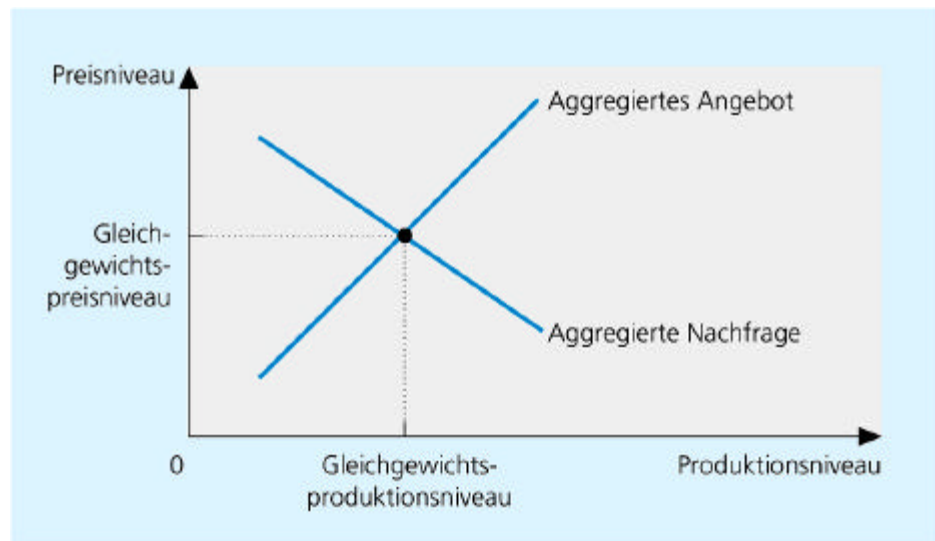 Preisniveau
Aggregiertes Angebot
Gleich-
gewichts-
preisniveau
Aggregierte Nachfrage
0
Gleichgewichts-
produktionsniveau
Produktionsniveau